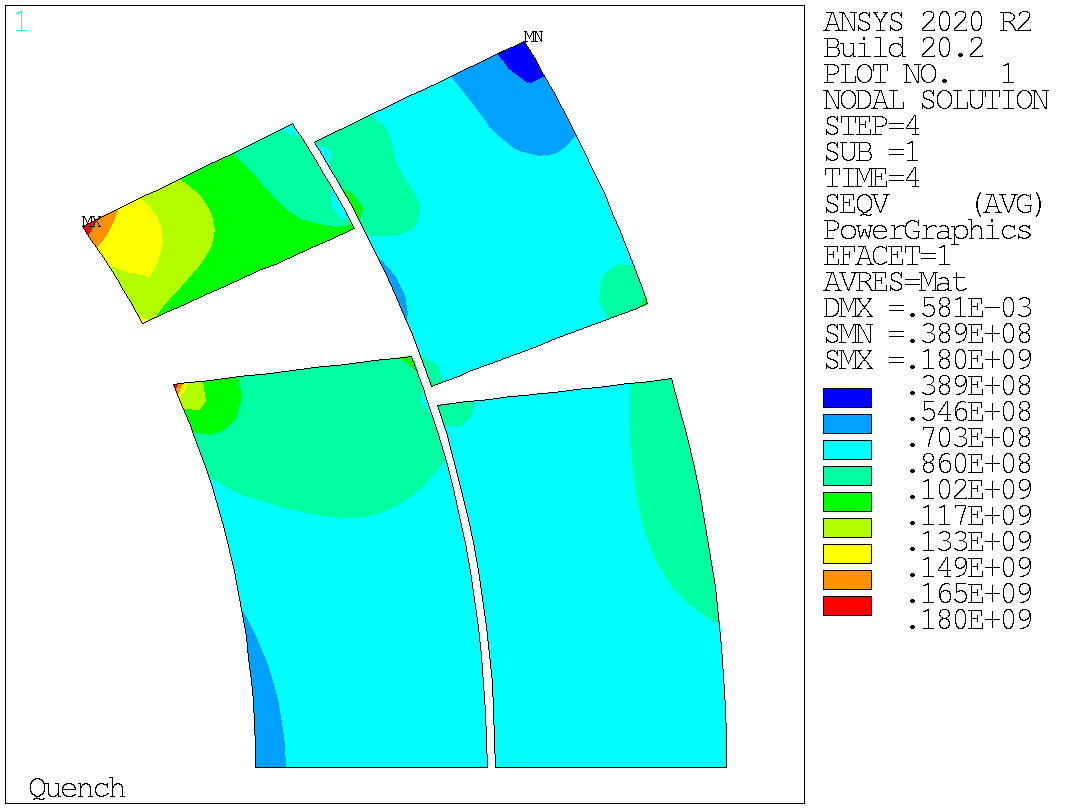 1
MN
MX
ANSYS 2020 R2
Build 20.2
PLOT NO.   1
NODAL SOLUTION
STEP=4
SUB =1
TIME=4
SEQV     (AVG)
PowerGraphics
EFACET=1
AVRES=Mat
DMX =.581E-03
SMN =.389E+08
SMX =.180E+09
.389E+08
.546E+08
.703E+08
.860E+08
.102E+09
.117E+09
.133E+09
.149E+09
.165E+09
.180E+09
Quench